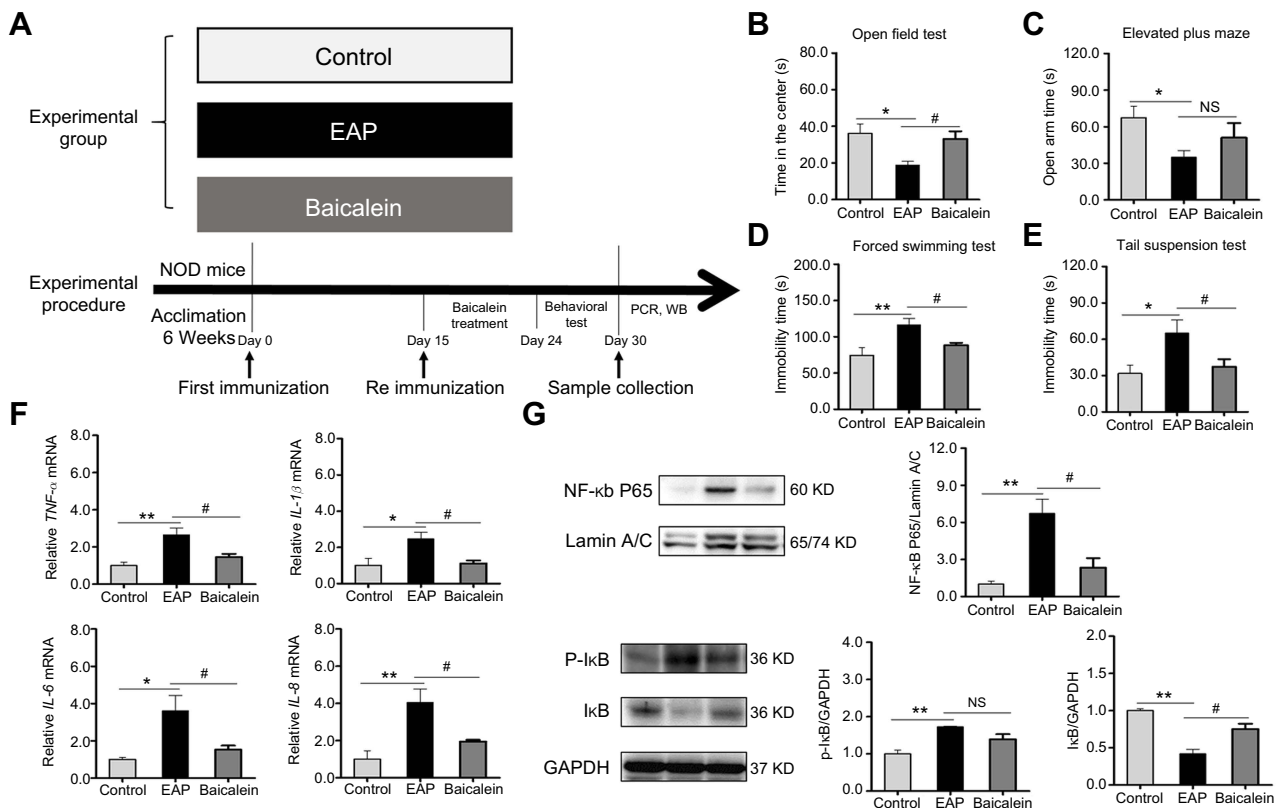 A
Experimental
group
Control
EAP
Baicalein
Experimental
procedure
NOD mice
Acclimation
6 Weeks
Day 0
Day 15
Baicalein
treatment
Day 24
Behavioral
test
Day 30
PCR, WB
First immunization
Re immunization
Sample collection
B
Open field test
Time in the center (s)
80.0
60.0
40.0
20.0
0.0
*
#
Control EAP Baicalein
C
Elevated plus maze
Open arm time (s)
120.0
90.0
60.0
30.0
0.0
*
NS
Control EAP Baicalein
D
Forced swimming test
Immobility time (s)
200.0
150.0
100.0
50.0
0.0
**
#
Control EAP Baicalein
E
Tail suspension test
Immobility time (s)
120.0
90.0
60.0
30.0
0.0
*
#
Control EAP Baicalein
F
Relative TNF-α mRNA
8.0
6.0
4.0
2.0
0.0
**
#
Control EAP Baicalein
Relative IL-1β mRNA
8.0
6.0
4.0
2.0
0.0
*
#
Control EAP Baicalein
Relative IL-6 mRNA
8.0
6.0
4.0
2.0
0.0
*
#
Control EAP Baicalein
Relative IL-8 mRNA
8.0
6.0
4.0
2.0
0.0
**
#
Control EAP Baicalein
G
NF-κb P65
60 KD
Lamin A/C
65/74 KD
NF-κB P65/Lamin A/C
12.0
9.0
6.0
3.0
0.0
**
#
Control EAP Baicalein
P-IκB
36 KD
IκB
36 KD
GAPDH
37 KD
p-IκB/GAPDH
4.0
3.0
2.0
1.0
0.0
**
NS
Control EAP Baicalein
IκB/GAPDH
2.0
1.5
1.0
0.5
0.0
**
#
Control EAP Baicalein